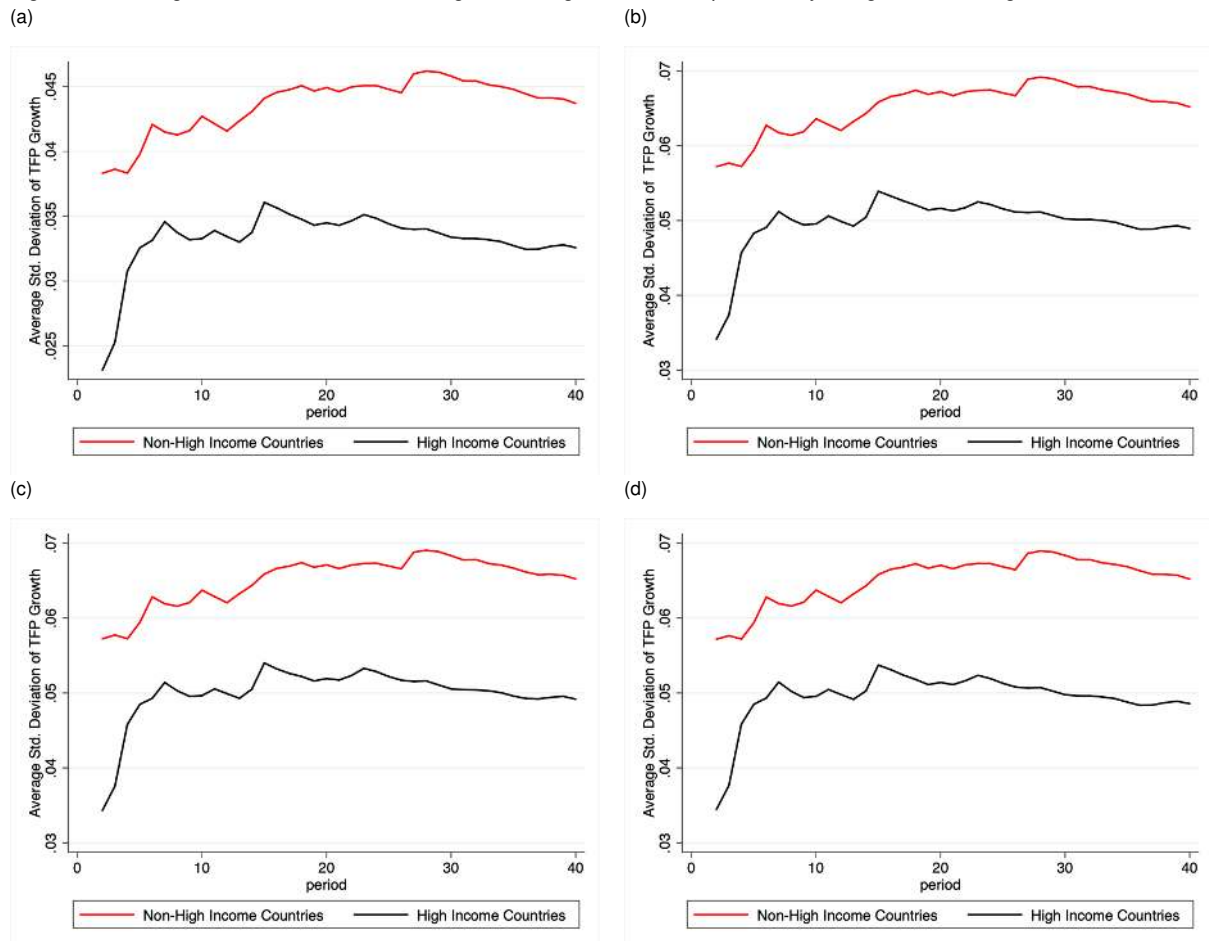 (a)
(b)
Average Std. Deviation of TFP Growth
.025 .03 .035 .04 .045
0 10 20 30 40
period
Non-High Income Countries High Income Countries
Average Std. Deviation of TFP Growth
.03 .04 .05 .06 .07
0 10 20 30 40
period
Non-High Income Countries High Income Countries
(c)
(d)
Average Std. Deviation of TFP Growth
.03 .04 .05 .06 .07
0 10 20 30 40
period
Non-High Income Countries High Income Countries
Average Std. Deviation of TFP Growth
.03 .04 .05 .06 .07
0 10 20 30 40
period
Non-High Income Countries High Income Countries